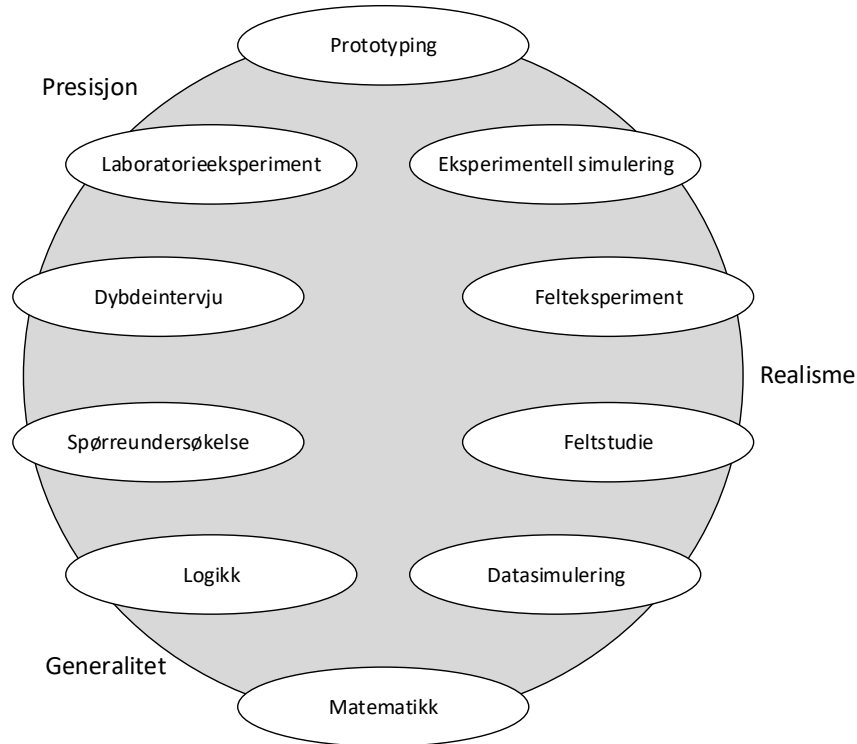 Prototyping
Presisjon
Laboratorieeksperiment
Eksperimentell simulering
Dybdeintervju
Felteksperiment
Realisme
Spørreundersøkelse
Feltstudie
Logikk
Datasimulering
Generalitet
Matematikk